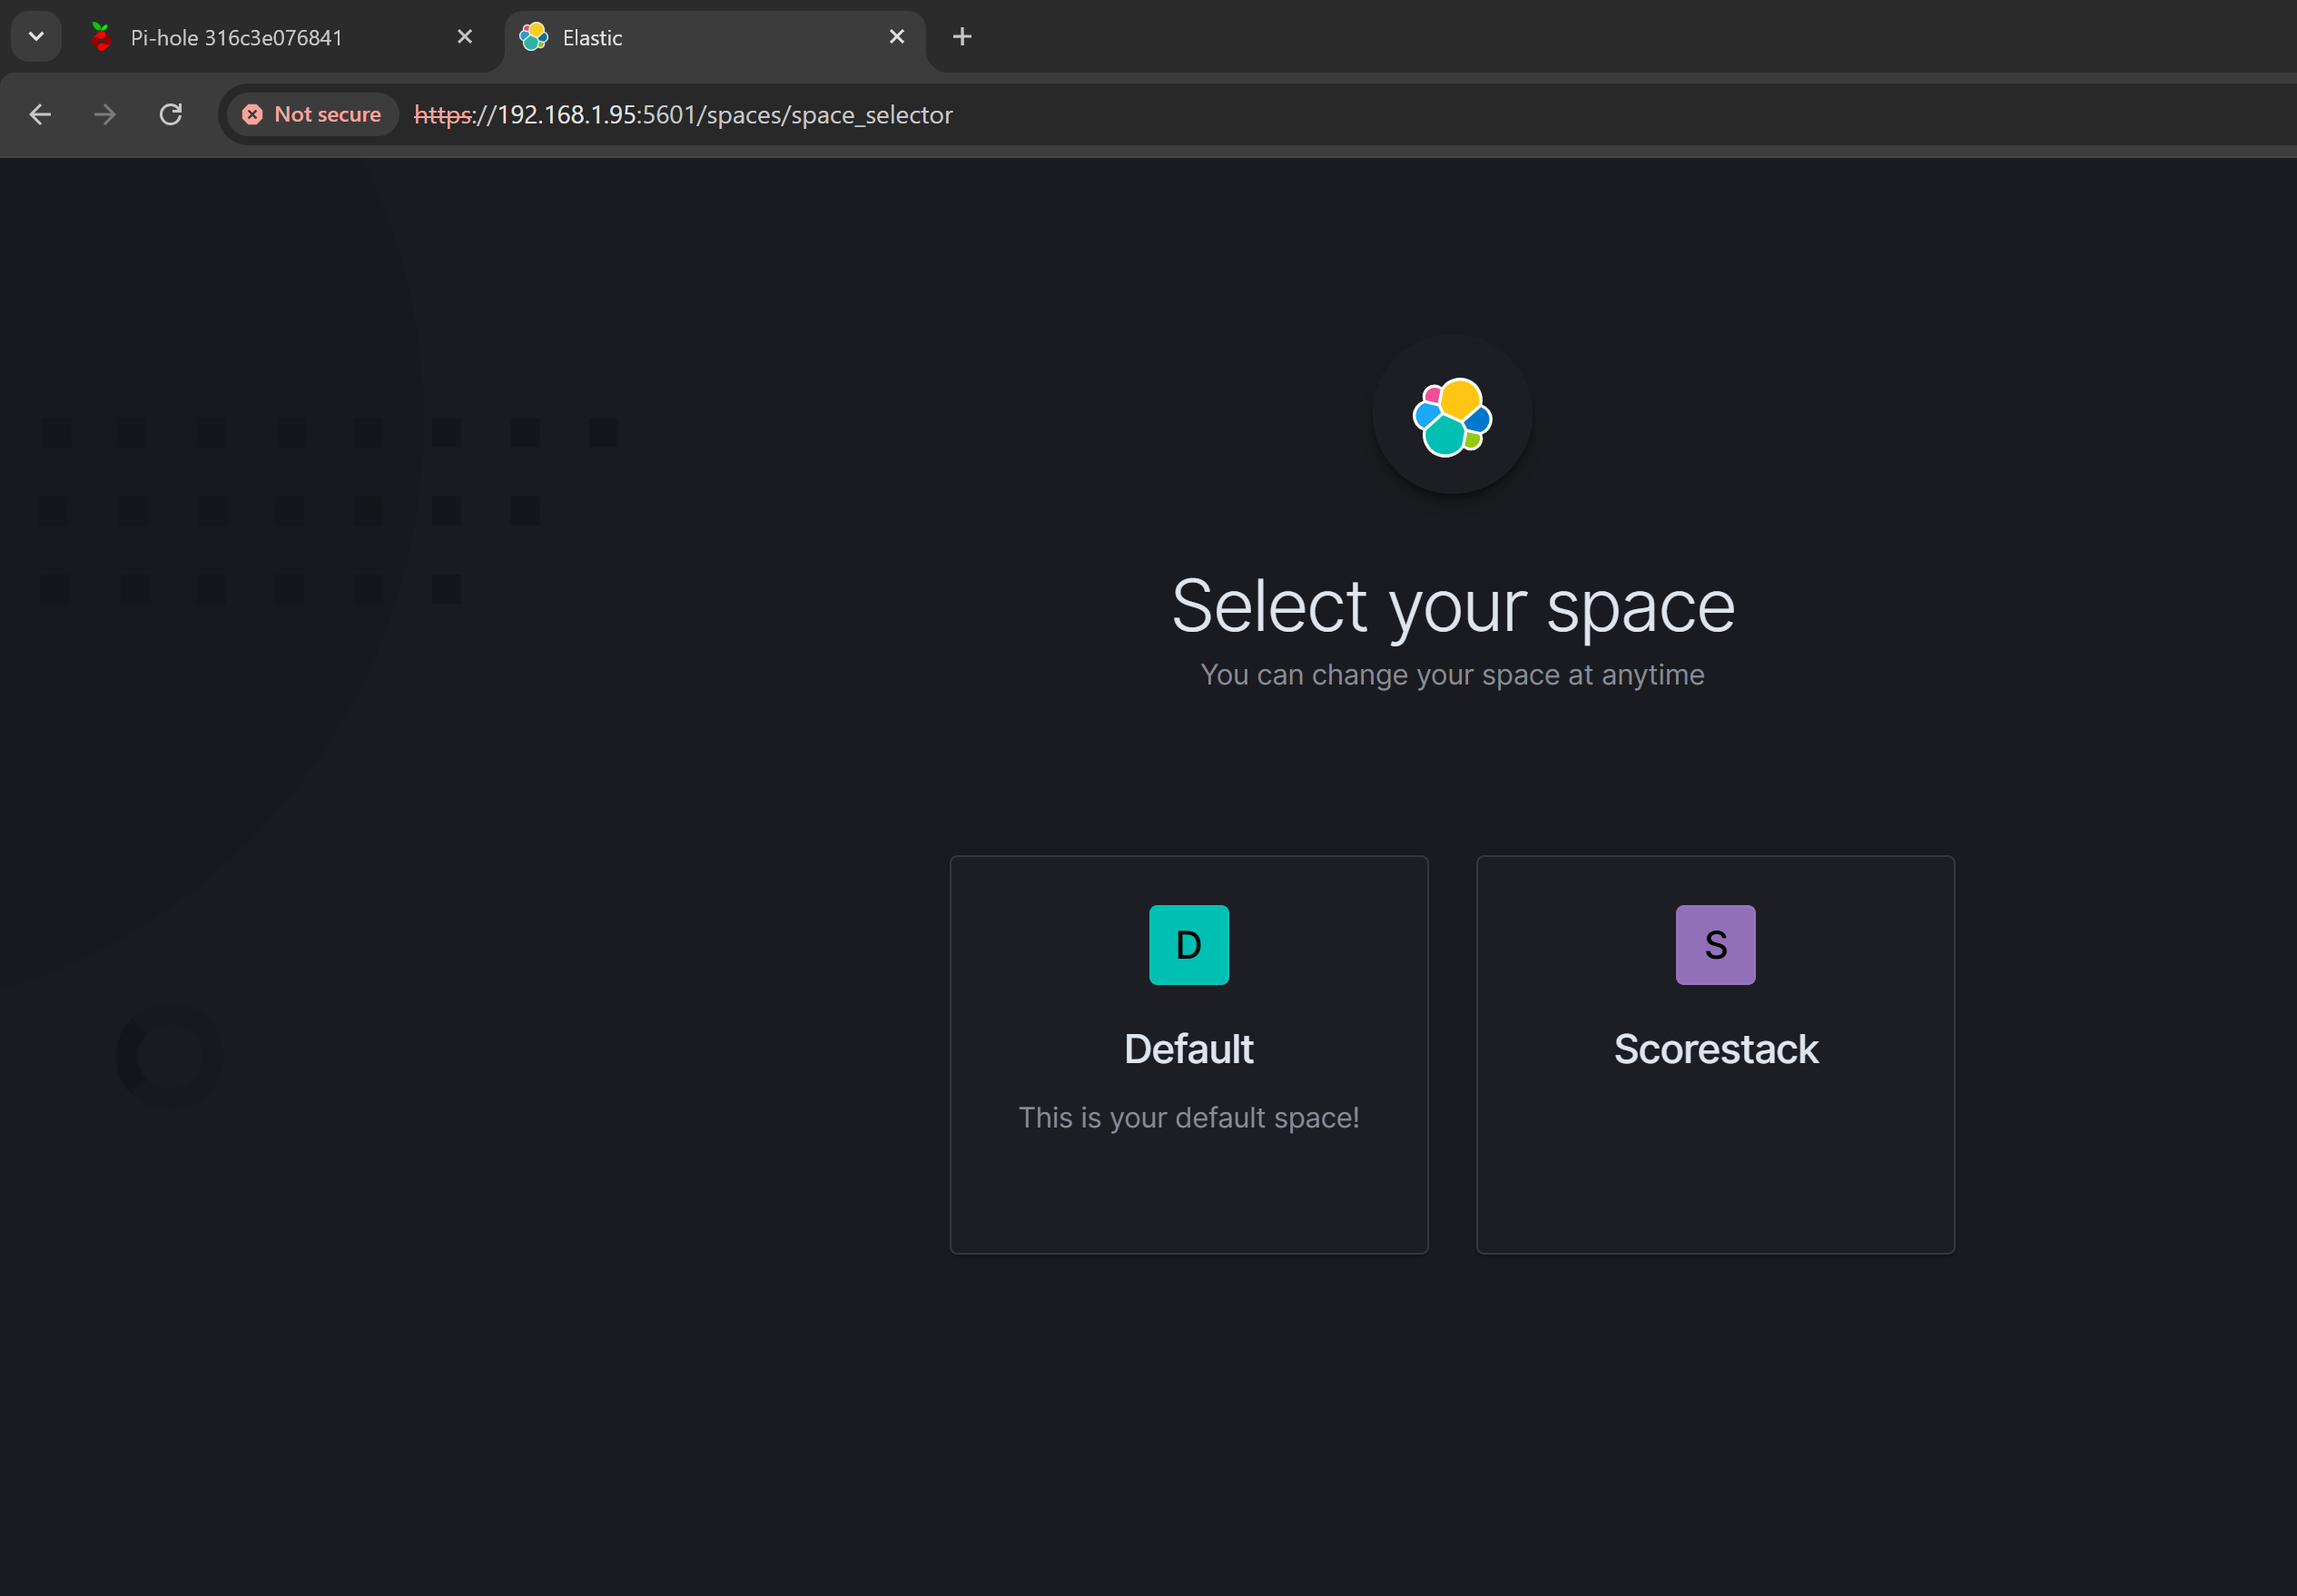 Pi-hole 316c3e076841
Elastic
Not secure
https://192.168.1.95:5601/spaces/space_selector
Select your space
You can change your space at anytime
D
S
Default
Scorestack
This is your default space!